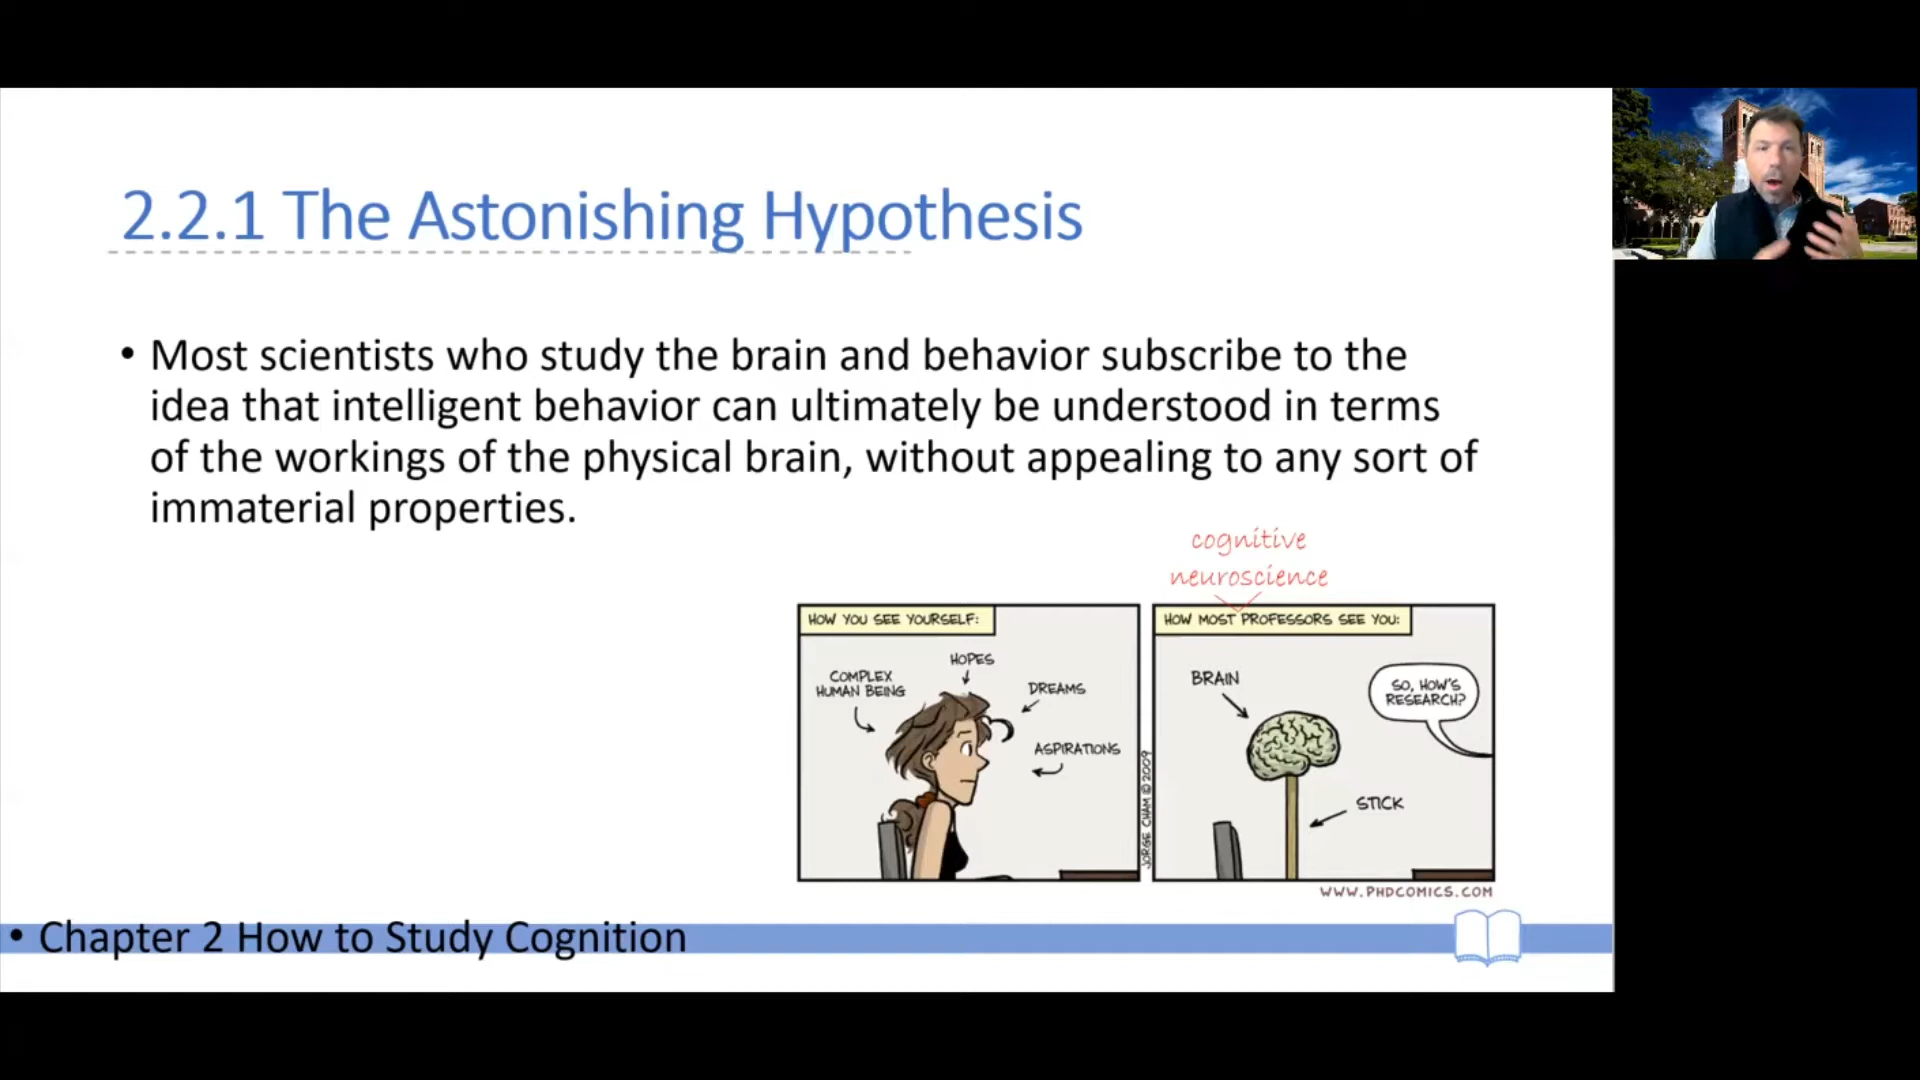 2.2.1 The Astonishing Hypothesis
• Most scientists who study the brain and behavior subscribe to the
idea that intelligent behavior can ultimately be understood in terms
of the workings of the physical brain, without appealing to any sort of
immaterial properties.
cognitive
neuroscience
HOW YOU SEE YOURSELF:
COMPLEX
HUMAN BEING
HOPES
DREAMS
ASPIRATIONS
JORGE CHAM © 2009
HOW MOST PROFESSORS SEE YOU:
BRAIN
SO, HOW'S
RESEARCH?
STICK
WWW.PHDCOMICS.COM
• Chapter 2 How to Study Cognition